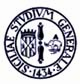 SICILIAE STVDIVM GENERALE
·1434·